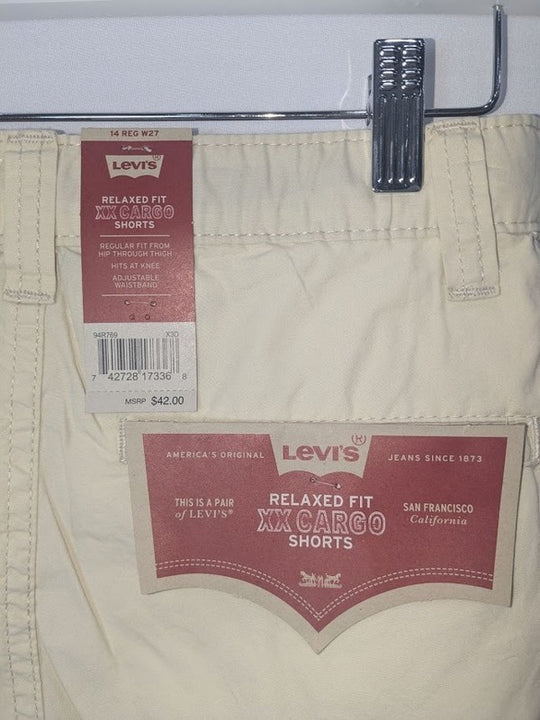 14 REG W27
Levi's®
RELAXED FIT
XX CARGO
SHORTS
REGULAR FIT FROM
HIP THROUGH THIGH
HITS AT KNEE
ADJUSTABLE
WAISTBAND
94R769 X3D
7 42728 17336 8
MSRP $42.00
AMERICA'S ORIGINAL Levi's® JEANS SINCE 1873
THIS IS A PAIR
of LEVI'S®
RELAXED FIT
XX CARGO
SHORTS
SAN FRANCISCO
California